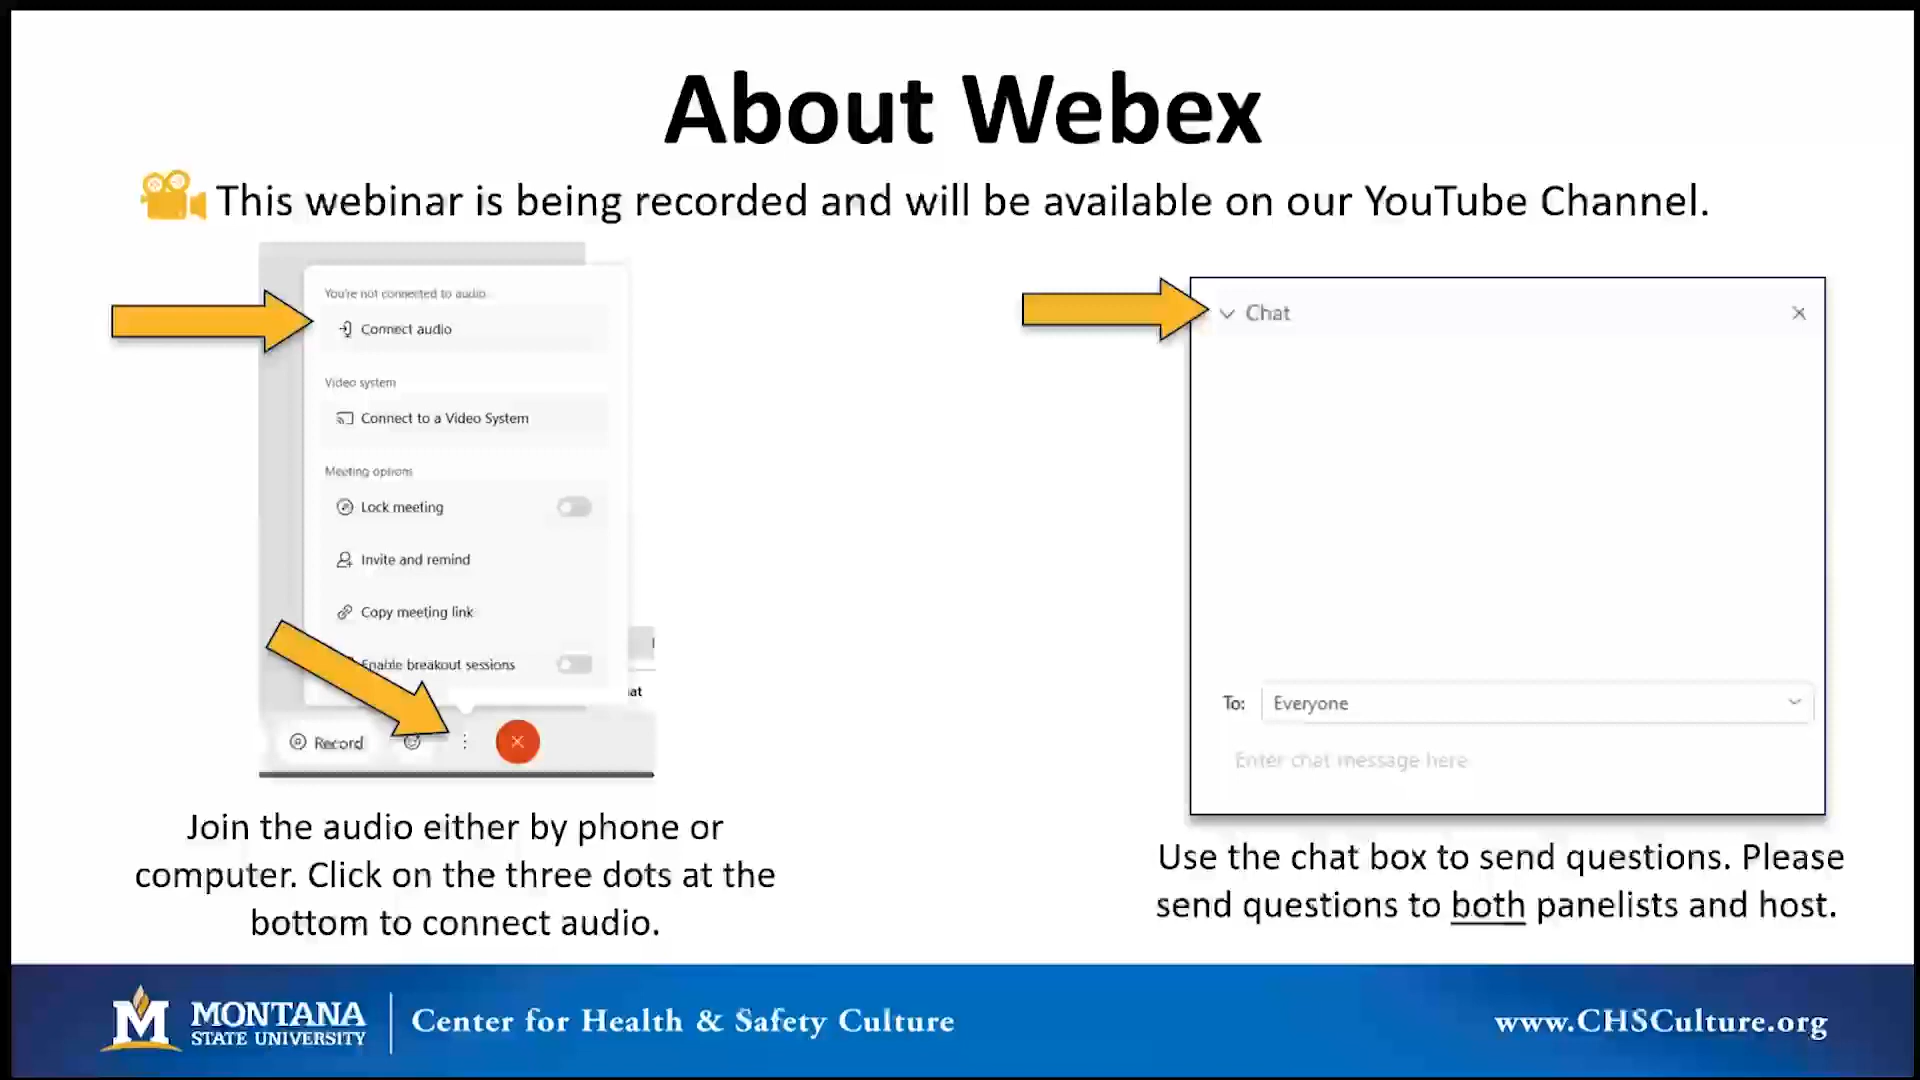 About Webex
This webinar is being recorded and will be available on our YouTube Channel.
You're not connected to audio
Connect audio
Video system
Connect to a Video System
Meeting options
Lock meeting
Invite and remind
Copy meeting link
Enable breakout sessions
at
Record
Join the audio either by phone or
computer. Click on the three dots at the
bottom to connect audio.
Chat
To: Everyone
Enter chat message here
Use the chat box to send questions. Please
send questions to both panelists and host.
M MONTANA
STATE UNIVERSITY
Center for Health & Safety Culture
www.CHSCulture.org